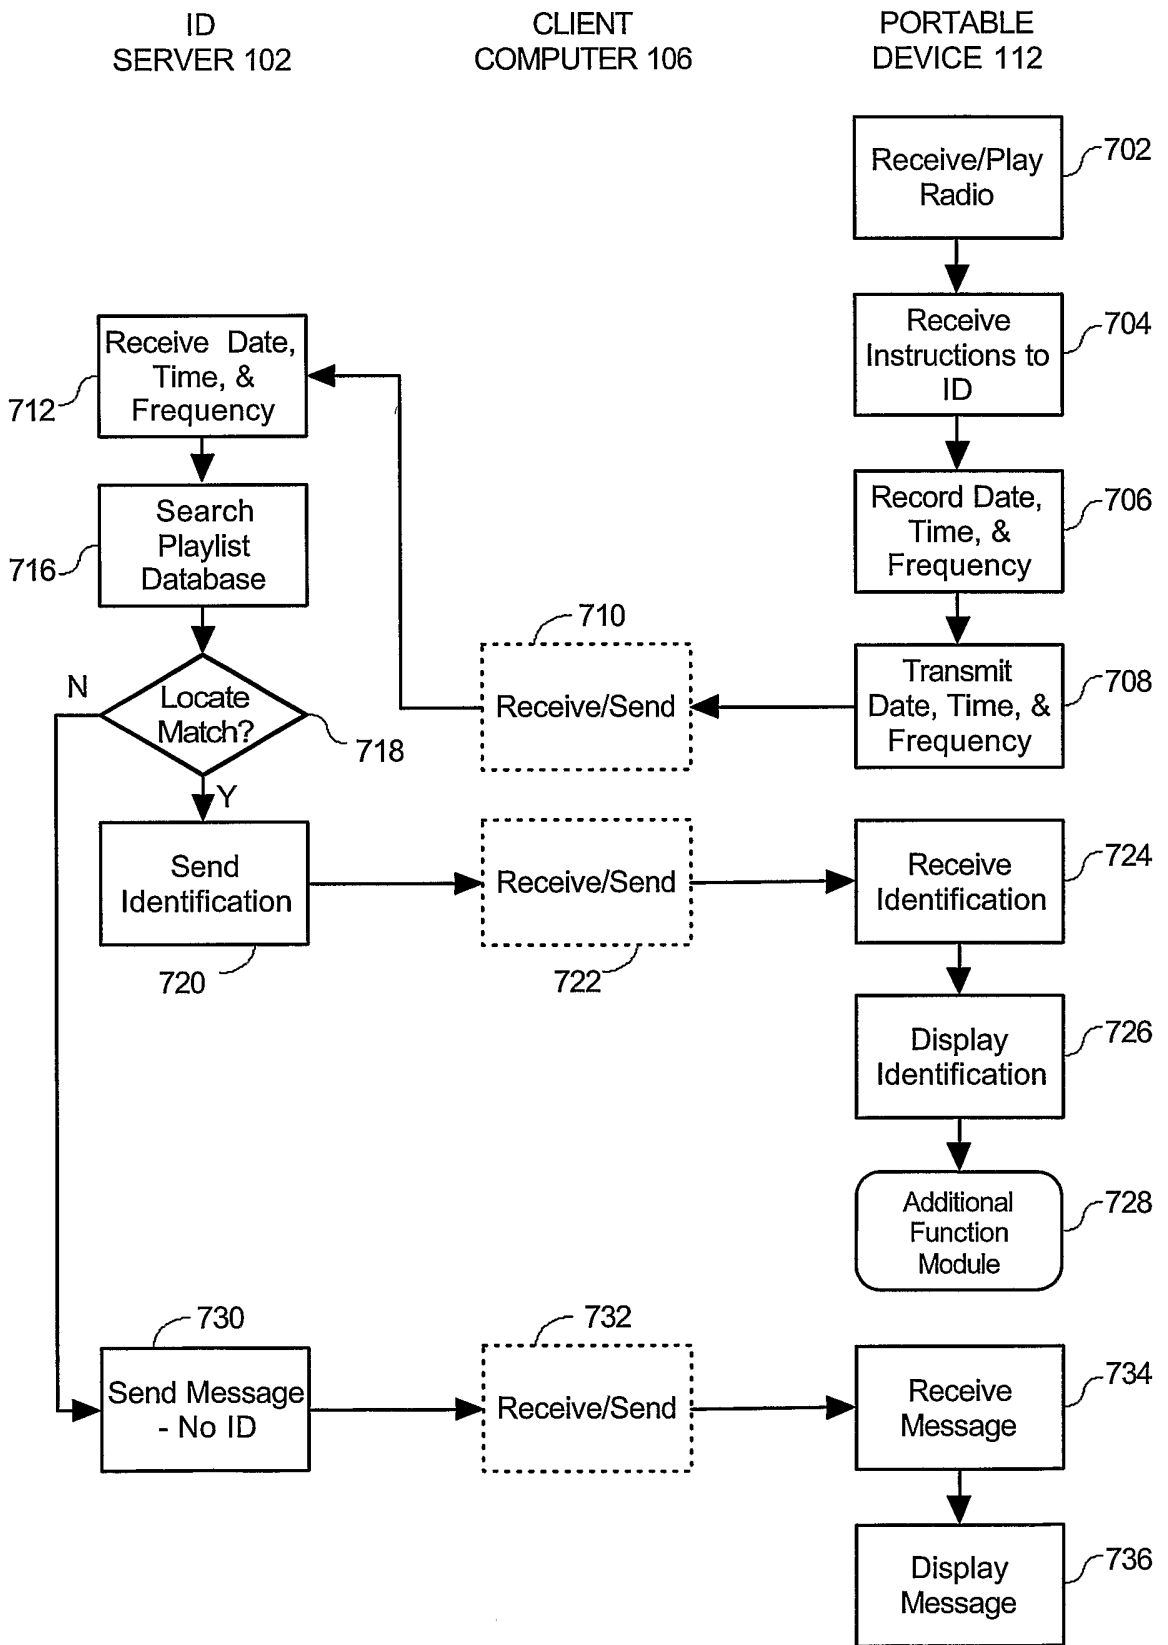 ID
SERVER 102
CLIENT
COMPUTER 106
PORTABLE
DEVICE 112
Receive/Play
Radio
702
Receive
Instructions to
ID
704
Receive Date,
Time, &
Frequency
712
Record Date,
Time, &
Frequency
706
Search
Playlist
Database
716
710
Receive/Send
Transmit
Date, Time, &
Frequency
708
N
Locate
Match?
718
Y
Send
Identification
720
Receive/Send
722
Receive
Identification
724
Display
Identification
726
Additional
Function
Module
728
730
Send Message
- No ID
732
Receive/Send
Receive
Message
734
Display
Message
736